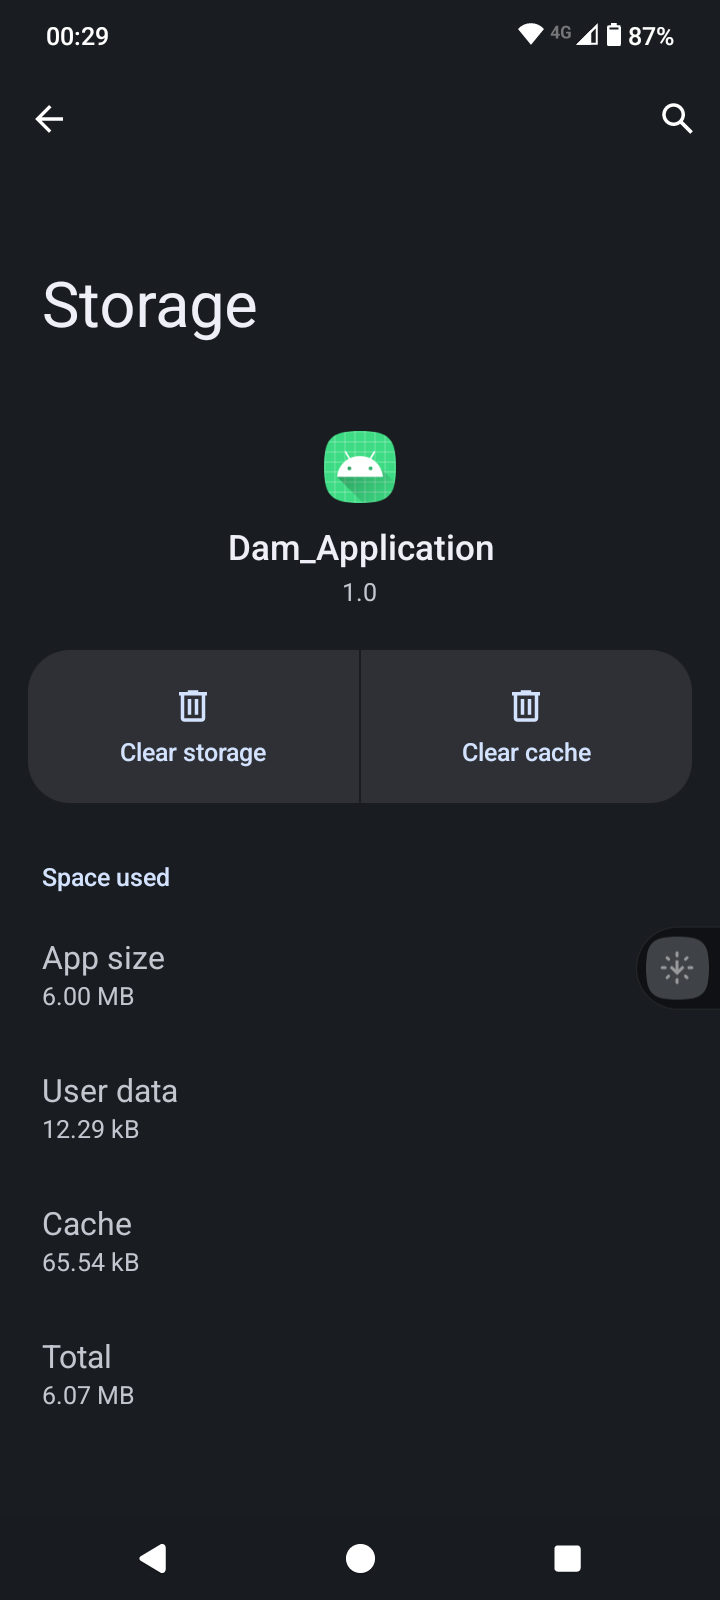 00:29
4G 87%
Storage
Dam_Application
1.0
Clear storage
Clear cache
Space used
App size
6.00 MB
User data
12.29 kB
Cache
65.54 kB
Total
6.07 MB